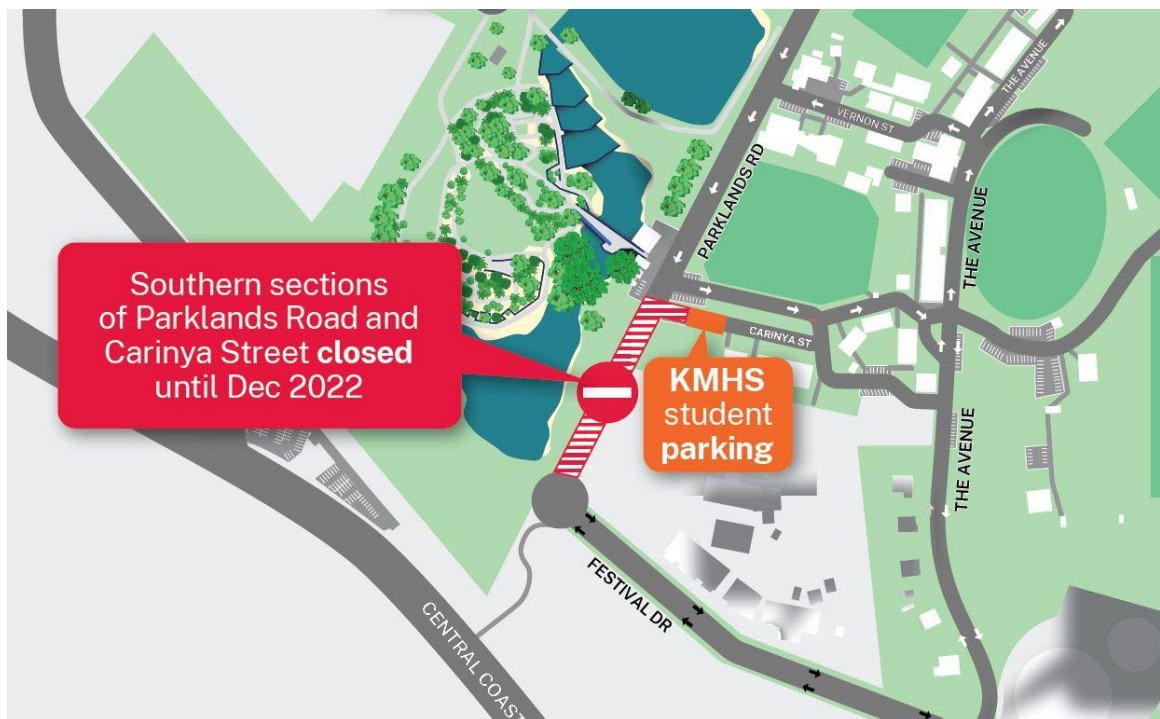 THE AVENUE
VERNON ST
PARKLANDS RD
THE AVENUE
Southern sections
of Parklands Road and
Carinya Street closed
until Dec 2022
CARINYA ST
KMHS
student
parking
THE AVENUE
FESTIVAL DR
CENTRAL COAST